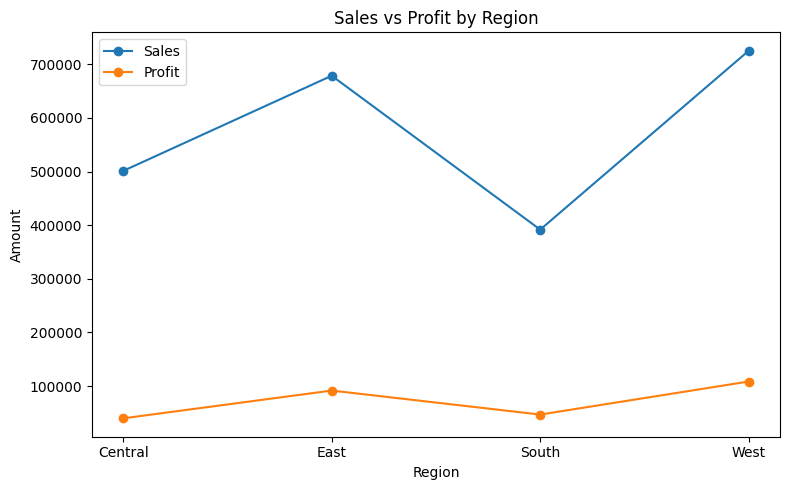 Sales vs Profit by Region
Sales
Profit
700000
600000
500000
400000
300000
200000
100000
Amount
Central
East
South
West
Region